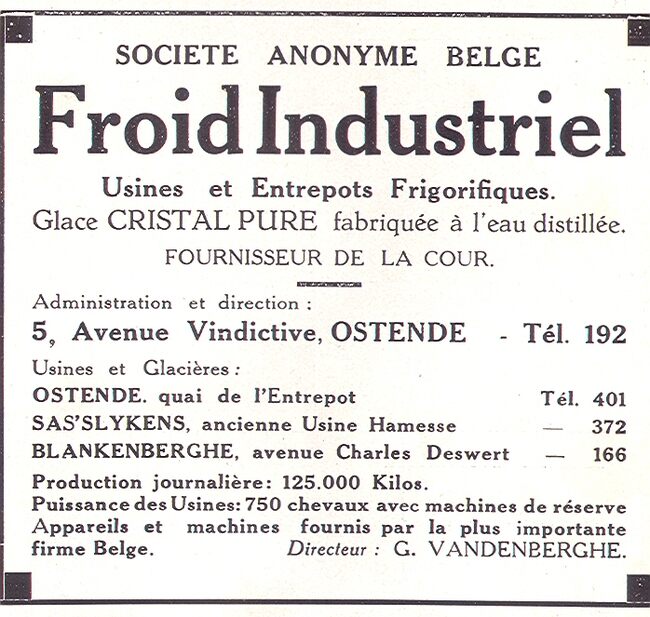 SOCIETE ANONYME BELGE
Froid Industriel
Usines et Entrepots Frigorifiques.
Glace CRISTAL PURE fabriquée à l'eau distillée.
FOURNISSEUR DE LA COUR.
Administration et direction :
5, Avenue Vindictive, OSTENDE - Tél. 192
Usines et Glacières :
OSTENDE. quai de l'Entrepot Tél. 401
SAS'SLYKENS, ancienne Usine Hamesse — 372
BLANKENBERGHE, avenue Charles Deswert — 166
Production journalière: 125.000 Kilos.
Puissance des Usines: 750 chevaux avec machines de réserve
Appareils et machines fournis par la plus importante
firme Belge. Directeur : G. VANDENBERGHE.